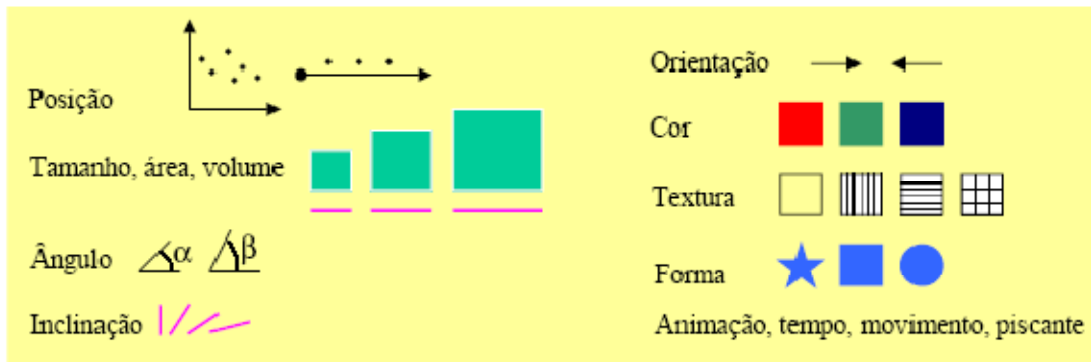 Posição
Tamanho, área, volume
Ângulo α β
Inclinação
Orientação
Cor
Textura
Forma
Animação, tempo, movimento, piscante